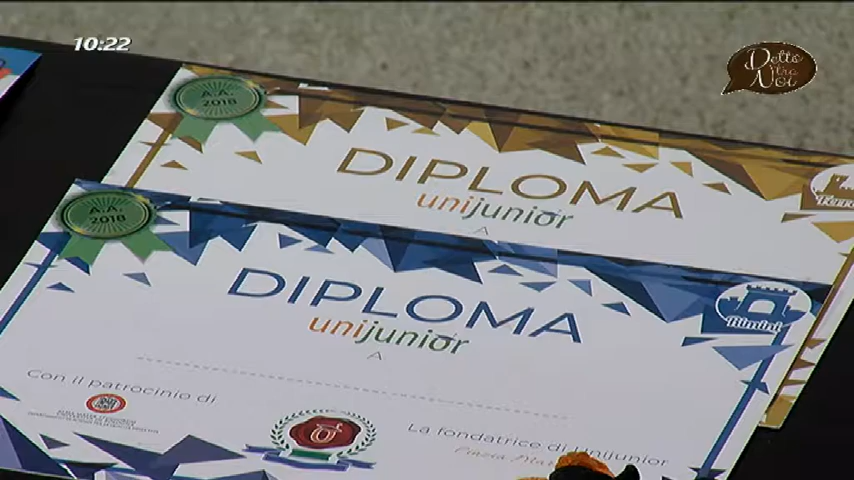 10:22
Detto
tra
Noi
A.A.
2018
DIPLOMA
unijunior
A
A.A.
2018
DIPLOMA
unijunior
Rimini
A
Con il patrocinio di
La fondatrice di unijunior